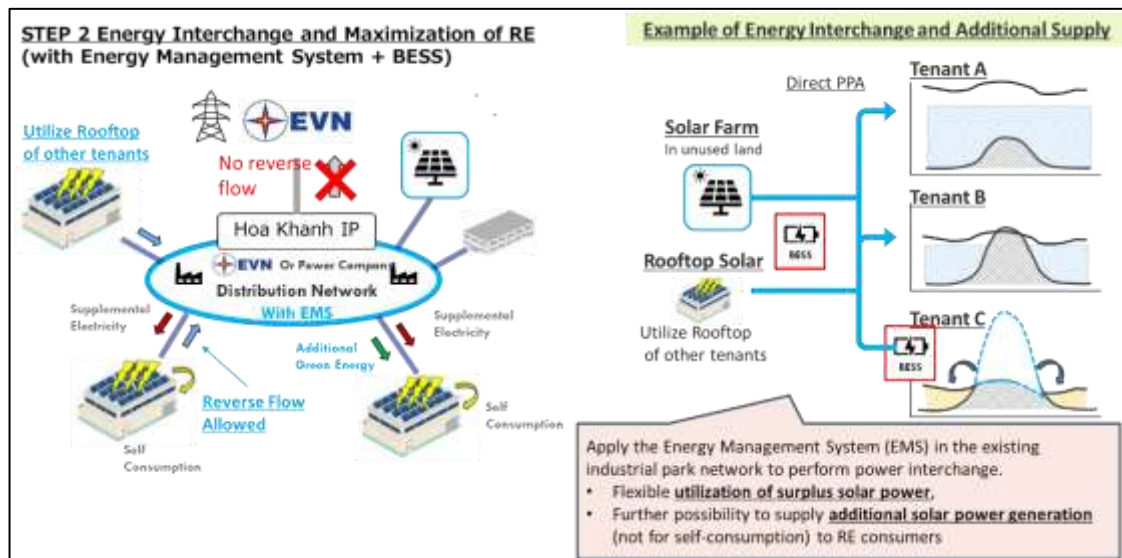 STEP 2 Energy Interchange and Maximization of RE
(with Energy Management System + BESS)
EVN
Utilize Rooftop
of other tenants
No reverse
flow
Hoa Khanh IP
EVN Or Power Company
Distribution Network
With EMS
Supplemental
Electricity
Supplemental
Electricity
Additional
Green Energy
Reverse Flow
Allowed
Self
Consumption
Self
Consumption
Example of Energy Interchange and Additional Supply
Direct PPA
Tenant A
Solar Farm
In unused land
Tenant B
BESS
Rooftop Solar
Utilize Rooftop
of other tenants
Tenant C
BESS
Apply the Energy Management System (EMS) in the existing
industrial park network to perform power interchange.
• Flexible utilization of surplus solar power,
• Further possibility to supply additional solar power generation
(not for self-consumption) to RE consumers